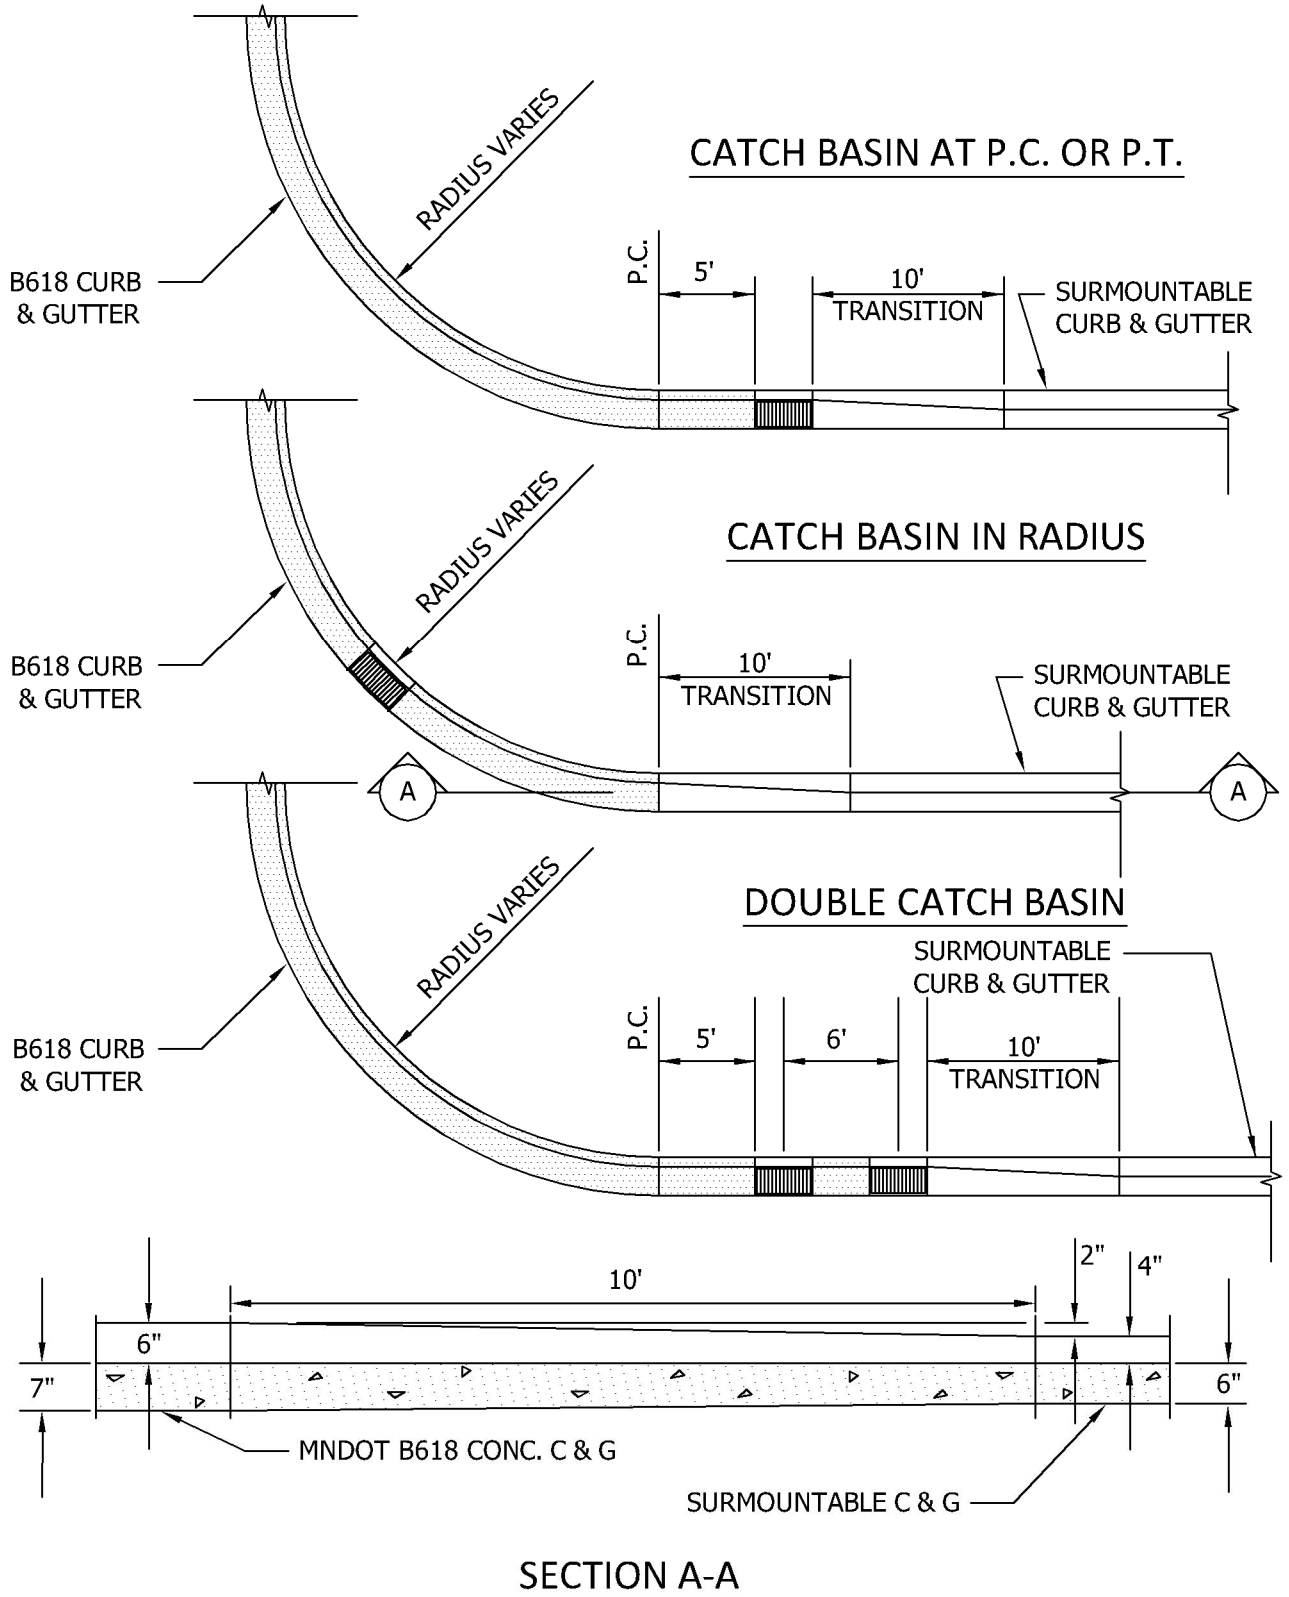 CATCH BASIN AT P.C. OR P.T.
RADIUS VARIES
B618 CURB
& GUTTER
P.C.
5'
10'
TRANSITION
SURMOUNTABLE
CURB & GUTTER
CATCH BASIN IN RADIUS
RADIUS VARIES
B618 CURB
& GUTTER
P.C.
10'
TRANSITION
SURMOUNTABLE
CURB & GUTTER
A
A
DOUBLE CATCH BASIN
SURMOUNTABLE
CURB & GUTTER
RADIUS VARIES
B618 CURB
& GUTTER
P.C.
5'
6'
10'
TRANSITION
10'
2"
4"
6"
7"
6"
MNDOT B618 CONC. C & G
SURMOUNTABLE C & G
SECTION A-A